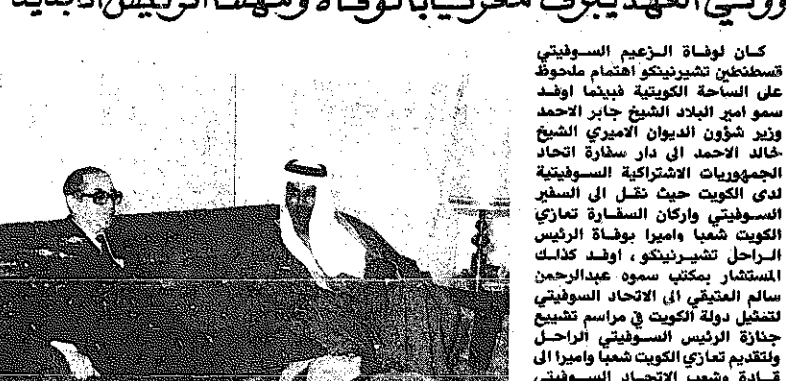 وولي العهد يبرق معزيا بالوفاة ومهنئا الرئيس الجديد
كان لوفاة الزعيم السوفيتي
قسطنطين تشيرنينكو اهتمام ملحوظ
على الساحة الكويتية فبينما اوفد
سمو امير البلاد الشيخ جابر الاحمد
وزير شؤون الديوان الاميري الشيخ
خالد الاحمد الى دار سفارة اتحاد
الجمهوريات الاشتراكية السوفيتية
لدى الكويت حيث نقل الى السفير
السوفيتي واركان السفارة تعازي
الكويت شعبا واميرا بوفاة الرئيس
الراحل تشيرنينكو ، اوفد كذلك
المستشار بمكتب سموه عبدالرحمن
سالم العتيقي الى الاتحاد السوفيتي
لتمثيل دولة الكويت في مراسم تشييع
جنازة الرئيس السوفيتي الراحل
ولتقديم تعازي الكويت شعبا واميرا الى
قادة وشعب الاتحاد السوفيتي